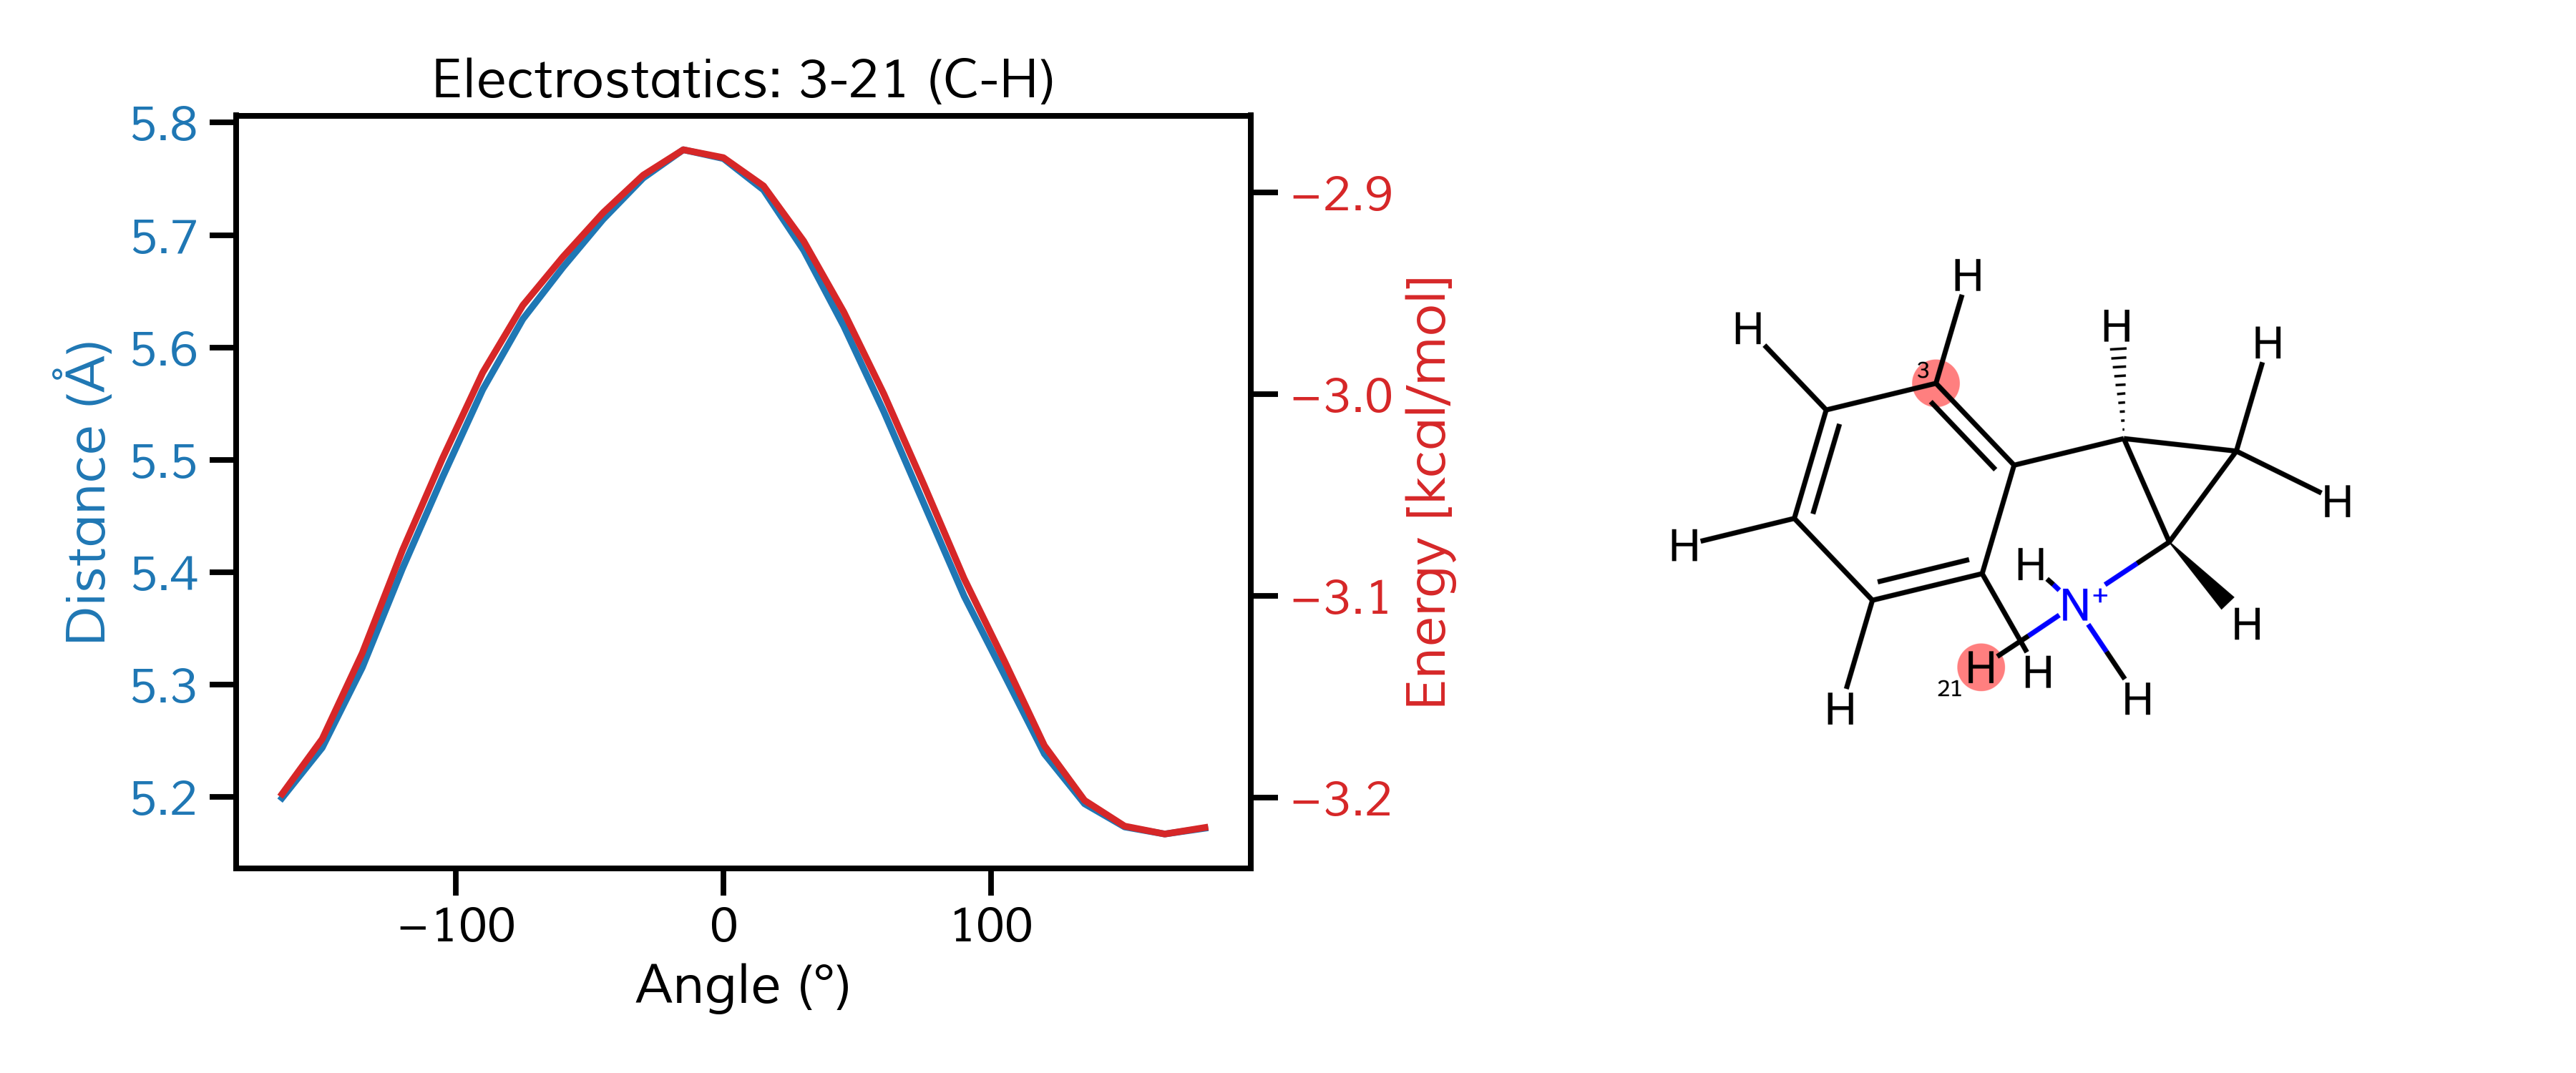 Electrostatics: 3-21 (C-H)
5.8
5.7
5.6
5.5
5.4
5.3
5.2
Distance (Å)
−100
0
100
Angle (°)
−2.9
−3.0
−3.1
−3.2
Energy [kcal/mol]
H
H
H
H
3
H
H
H
H
N⁺
H
H
21
H
H
H